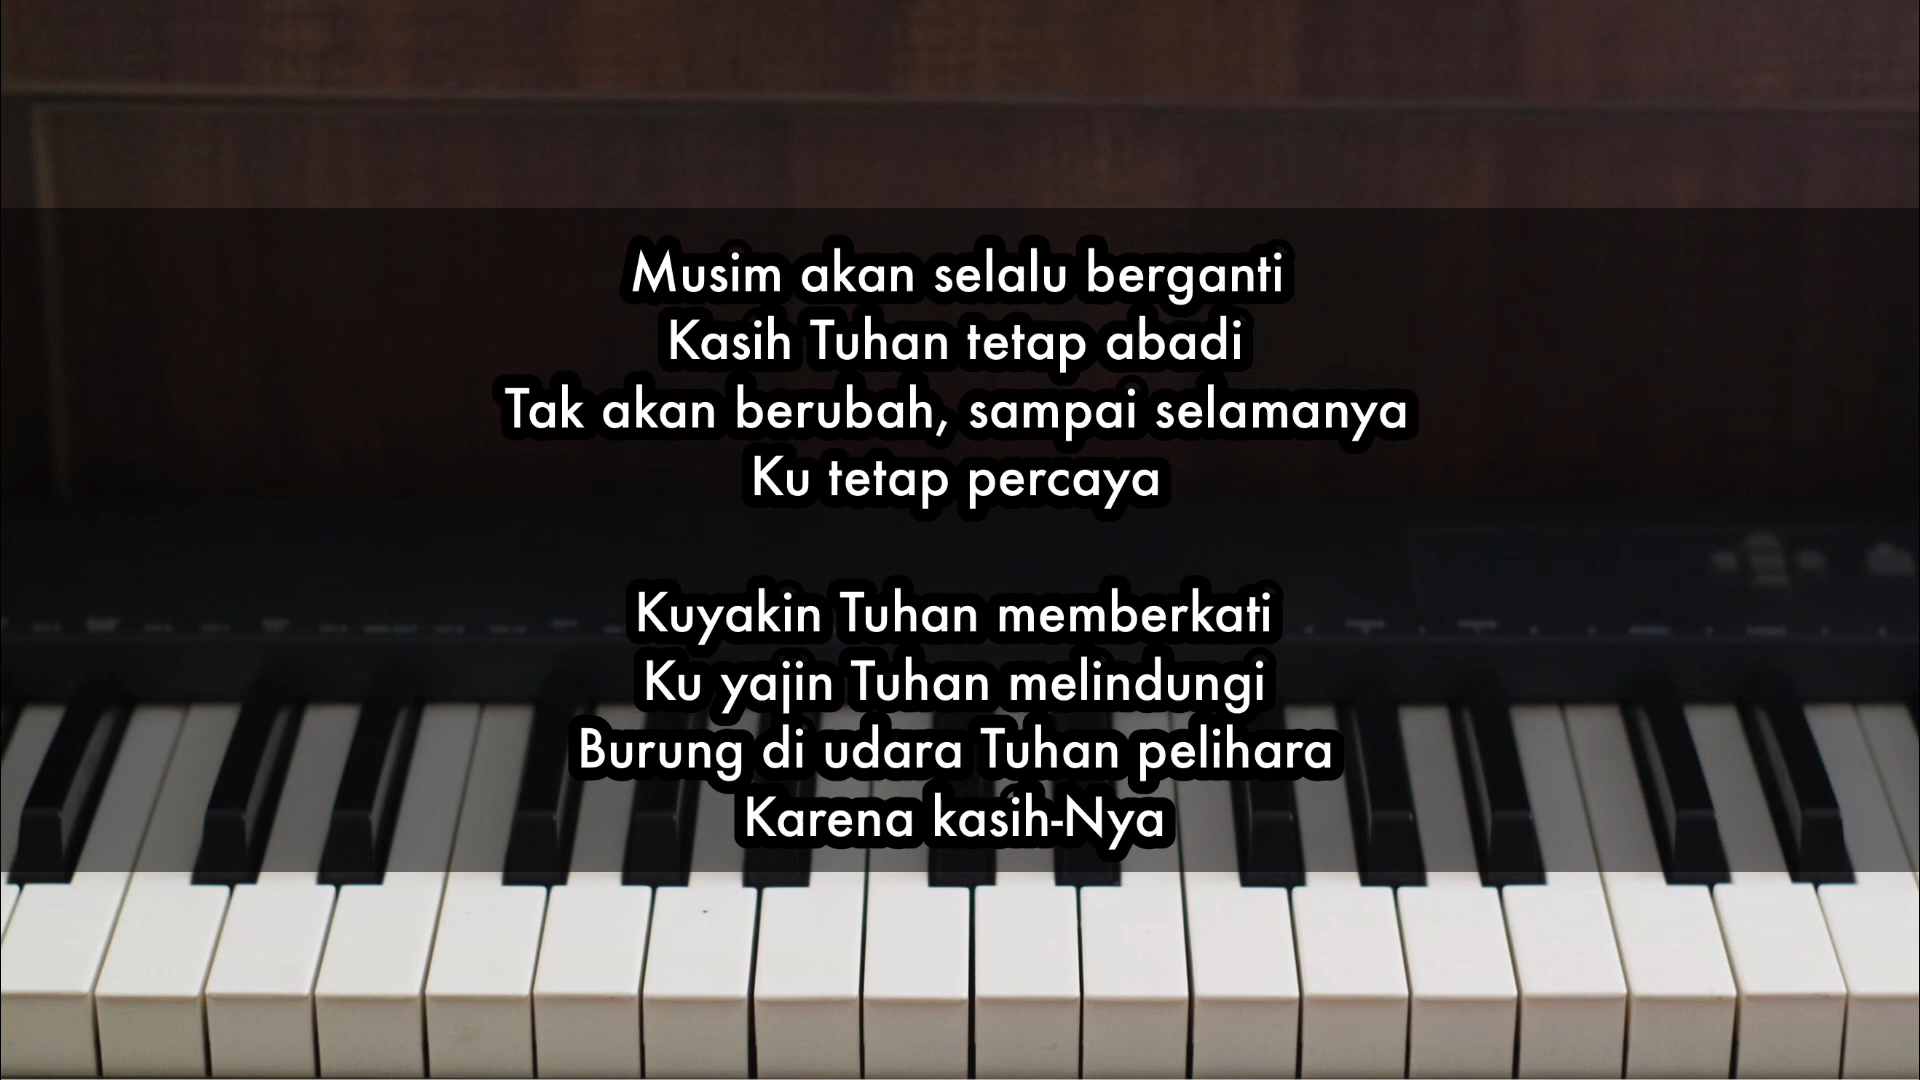 Musim akan selalu berganti
Kasih Tuhan tetap abadi
Tak akan berubah, sampai selamanya
Ku tetap percaya
Kuyakin Tuhan memberkati
Ku yajin Tuhan melindungi
Burung di udara Tuhan pelihara
Karena kasih-Nya